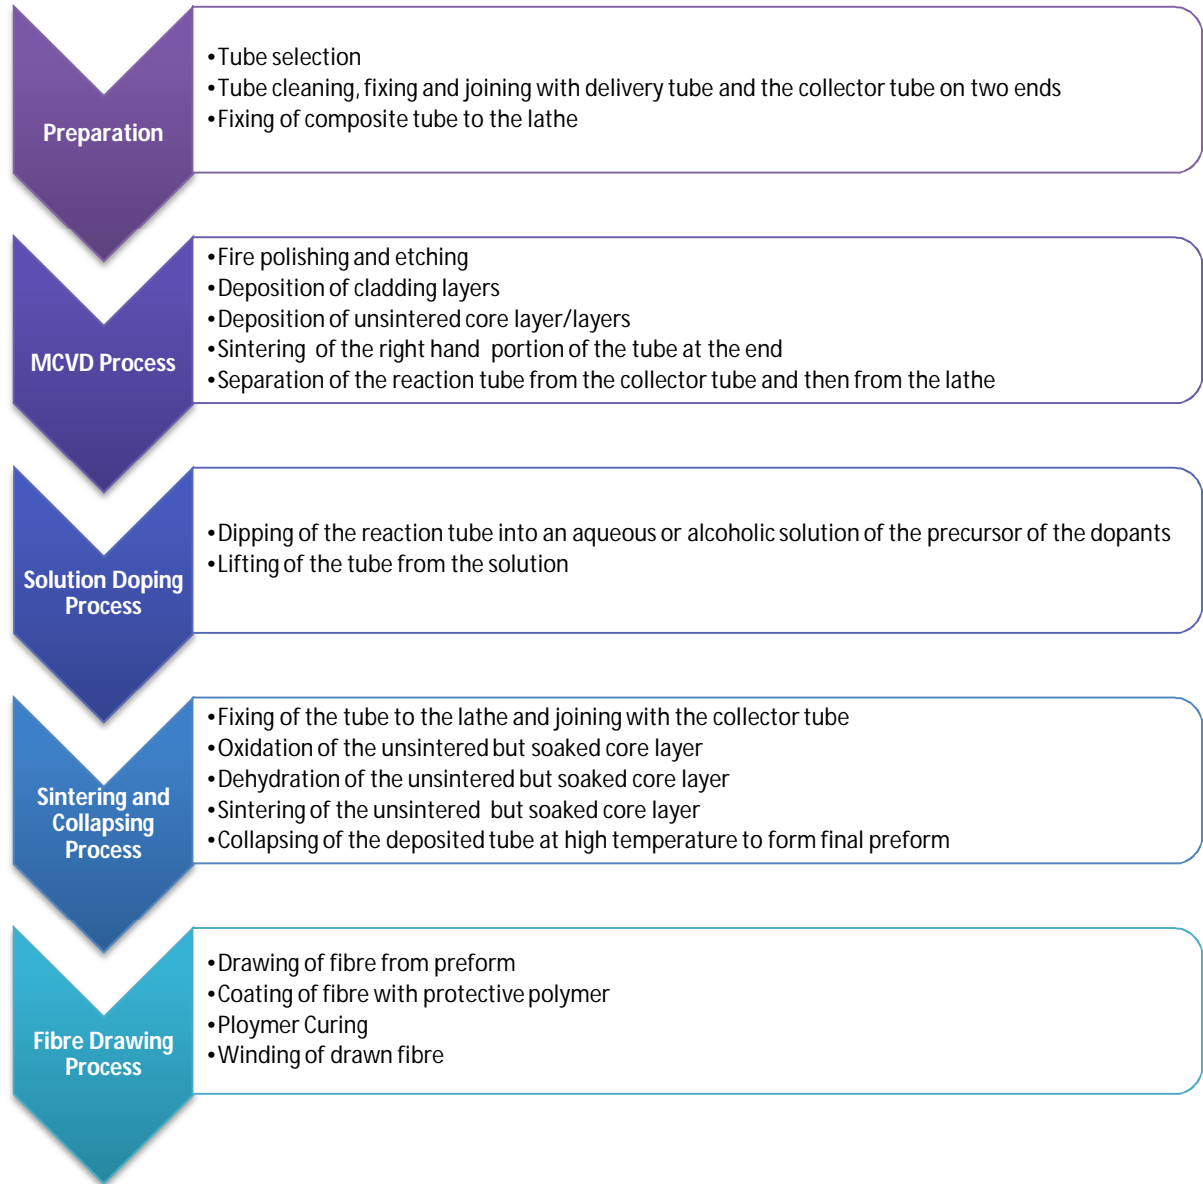 Preparation
•Tube selection
•Tube cleaning, fixing and joining with delivery tube and the collector tube on two ends
•Fixing of composite tube to the lathe
MCVD Process
•Fire polishing and etching
•Deposition of cladding layers
•Deposition of unsintered core layer/layers
•Sintering of the right hand portion of the tube at the end
•Separation of the reaction tube from the collector tube and then from the lathe
Solution Doping
Process
•Dipping of the reaction tube into an aqueous or alcoholic solution of the precursor of the dopants
•Lifting of the tube from the solution
Sintering and
Collapsing
Process
•Fixing of the tube to the lathe and joining with the collector tube
•Oxidation of the unsintered but soaked core layer
•Dehydration of the unsintered but soaked core layer
•Sintering of the unsintered but soaked core layer
•Collapsing of the deposited tube at high temperature to form final preform
Fibre Drawing
Process
•Drawing of fibre from preform
•Coating of fibre with protective polymer
•Ploymer Curing
•Winding of drawn fibre